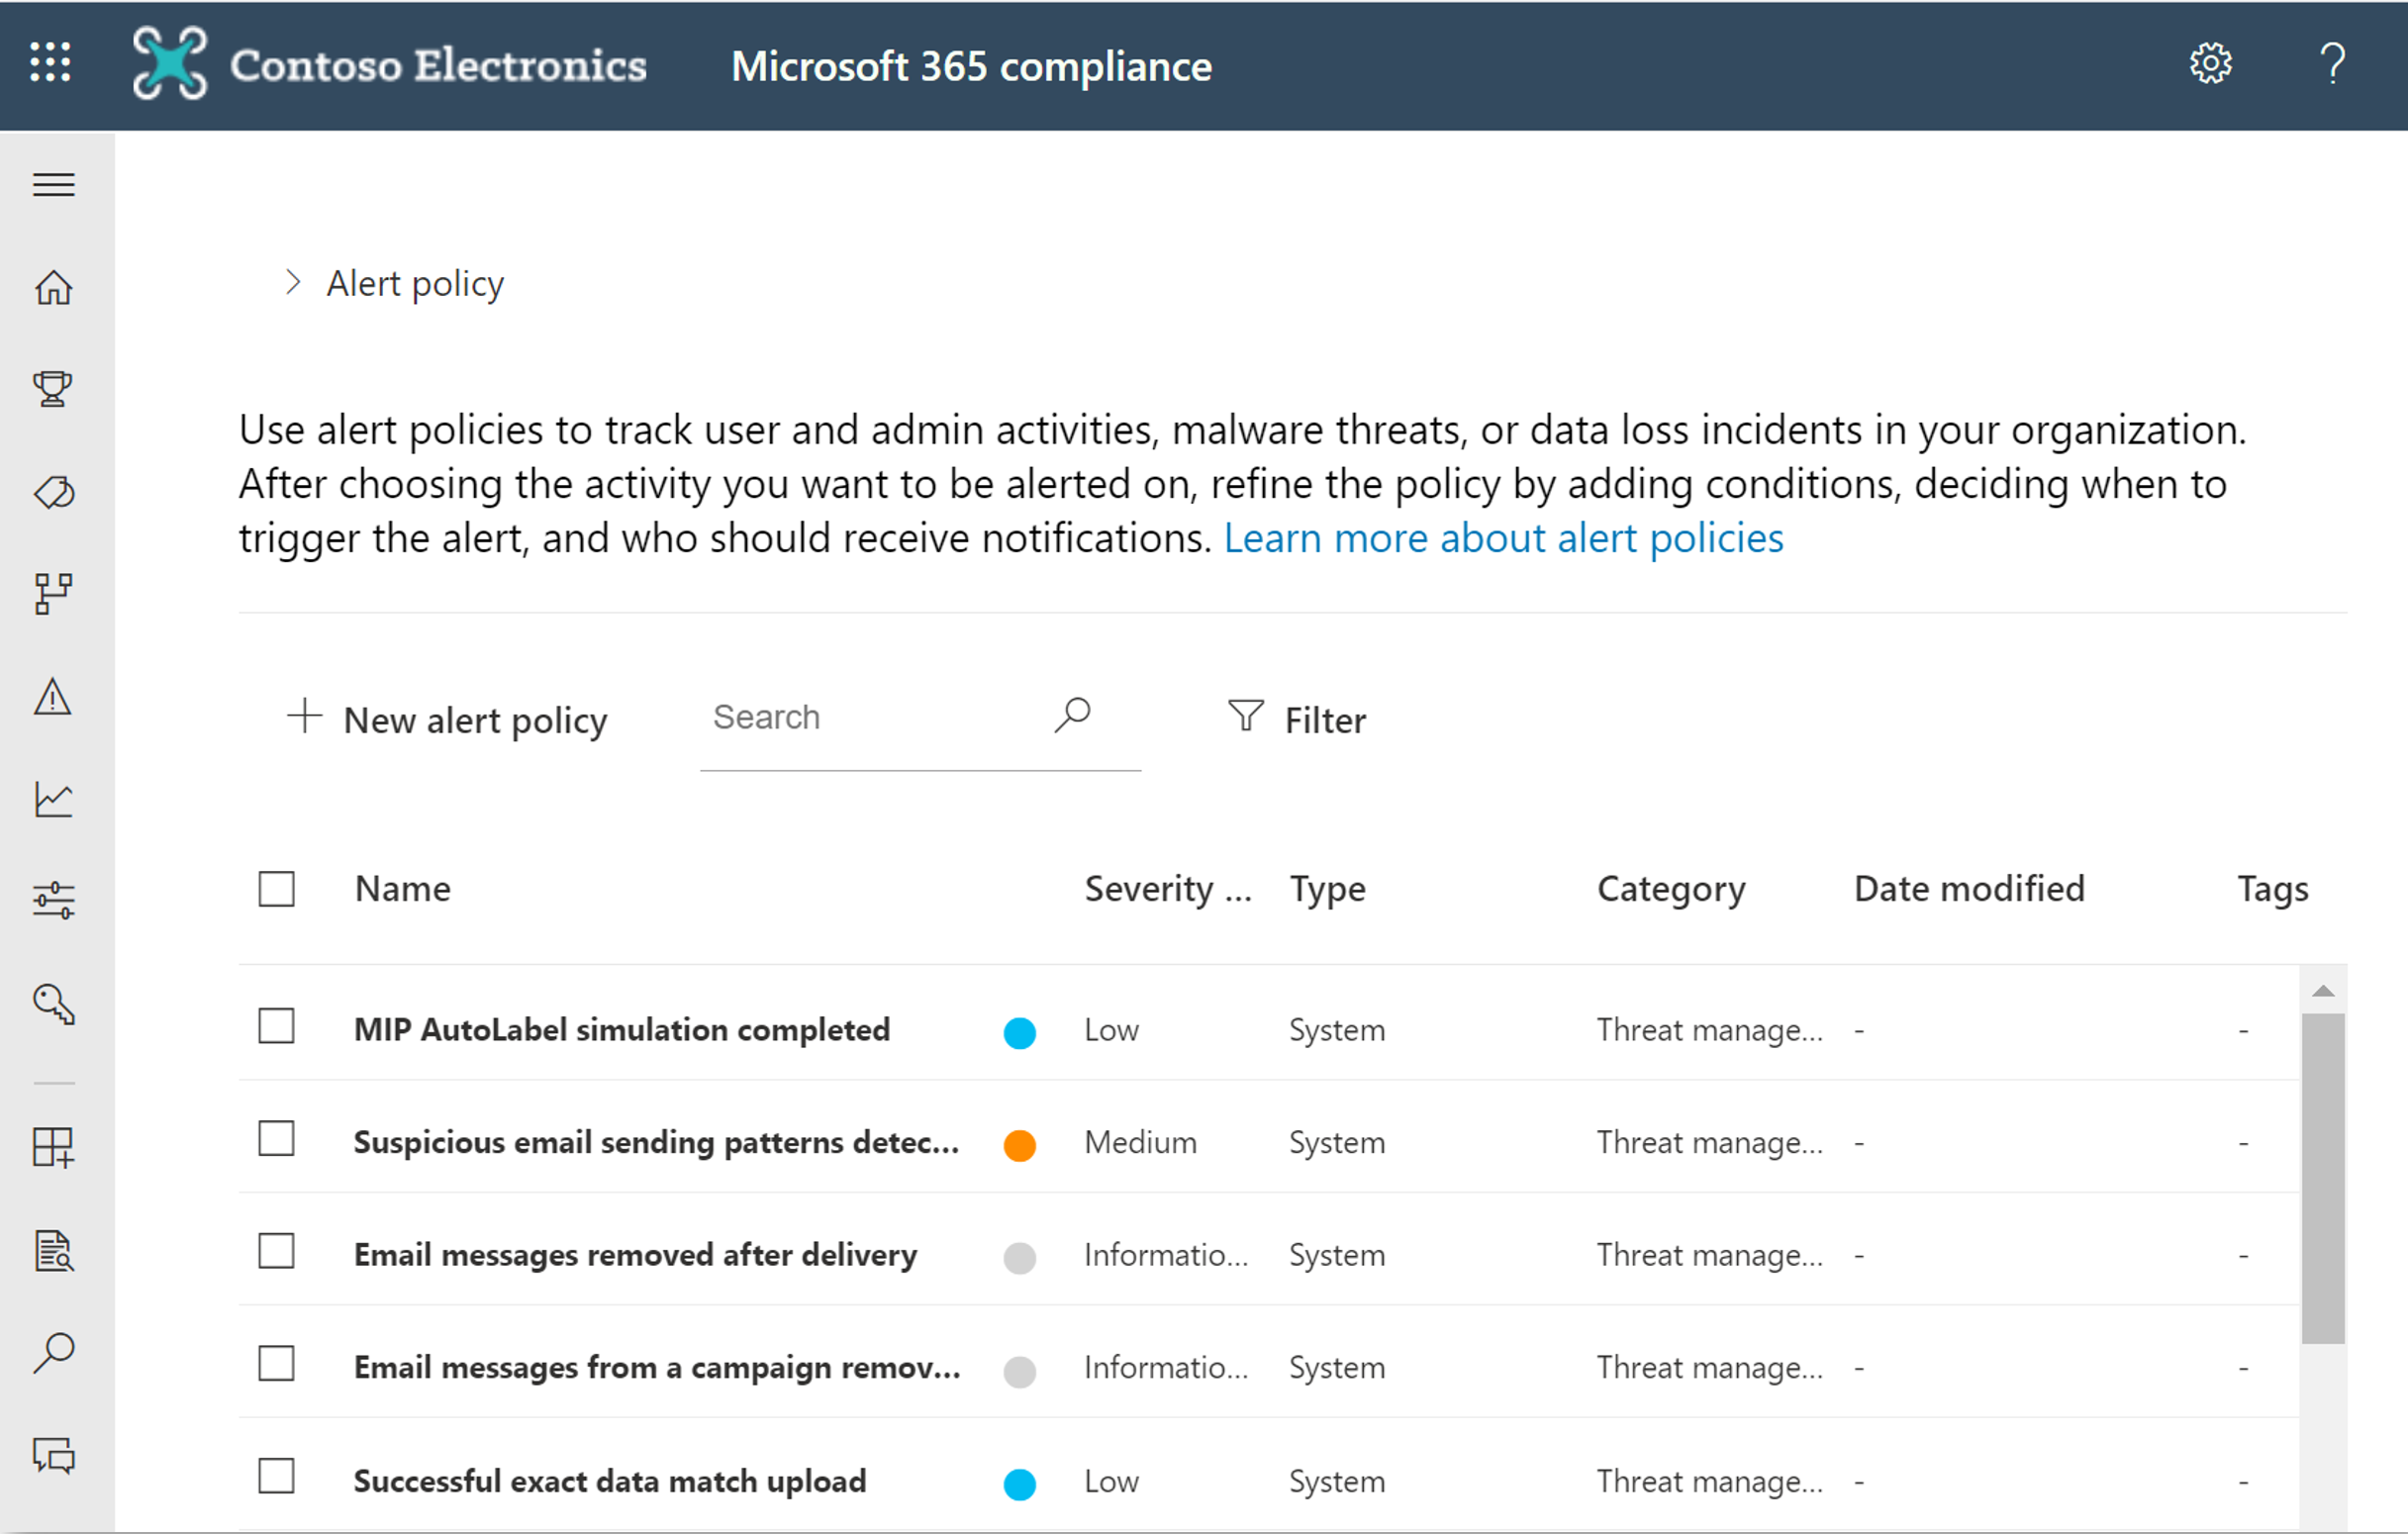 Contoso Electronics Microsoft 365 compliance
Alert policy
Use alert policies to track user and admin activities, malware threats, or data loss incidents in your organization.
After choosing the activity you want to be alerted on, refine the policy by adding conditions, deciding when to
trigger the alert, and who should receive notifications. Learn more about alert policies
New alert policy Search Filter
Name Severity ... Type Category Date modified Tags
MIP AutoLabel simulation completed Low System Threat manage... - -
Suspicious email sending patterns detec... Medium System Threat manage... - -
Email messages removed after delivery Informatio... System Threat manage... - -
Email messages from a campaign remov... Informatio... System Threat manage... - -
Successful exact data match upload Low System Threat manage... - -